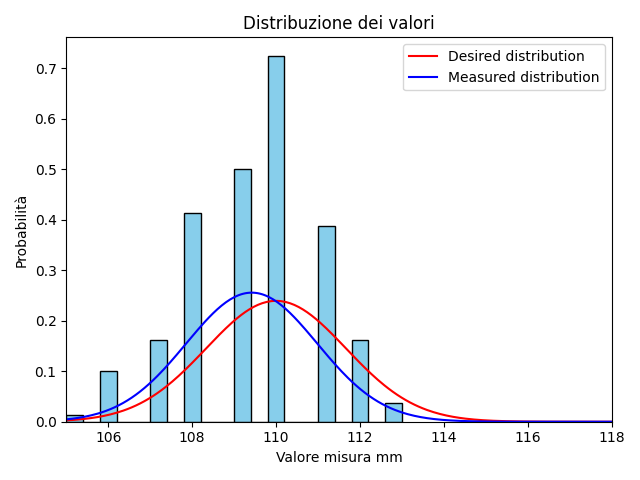 Distribuzione dei valori
Desired distribution
Measured distribution
Probabilità
0.7
0.6
0.5
0.4
0.3
0.2
0.1
0.0
106 108 110 112 114 116 118
Valore misura mm